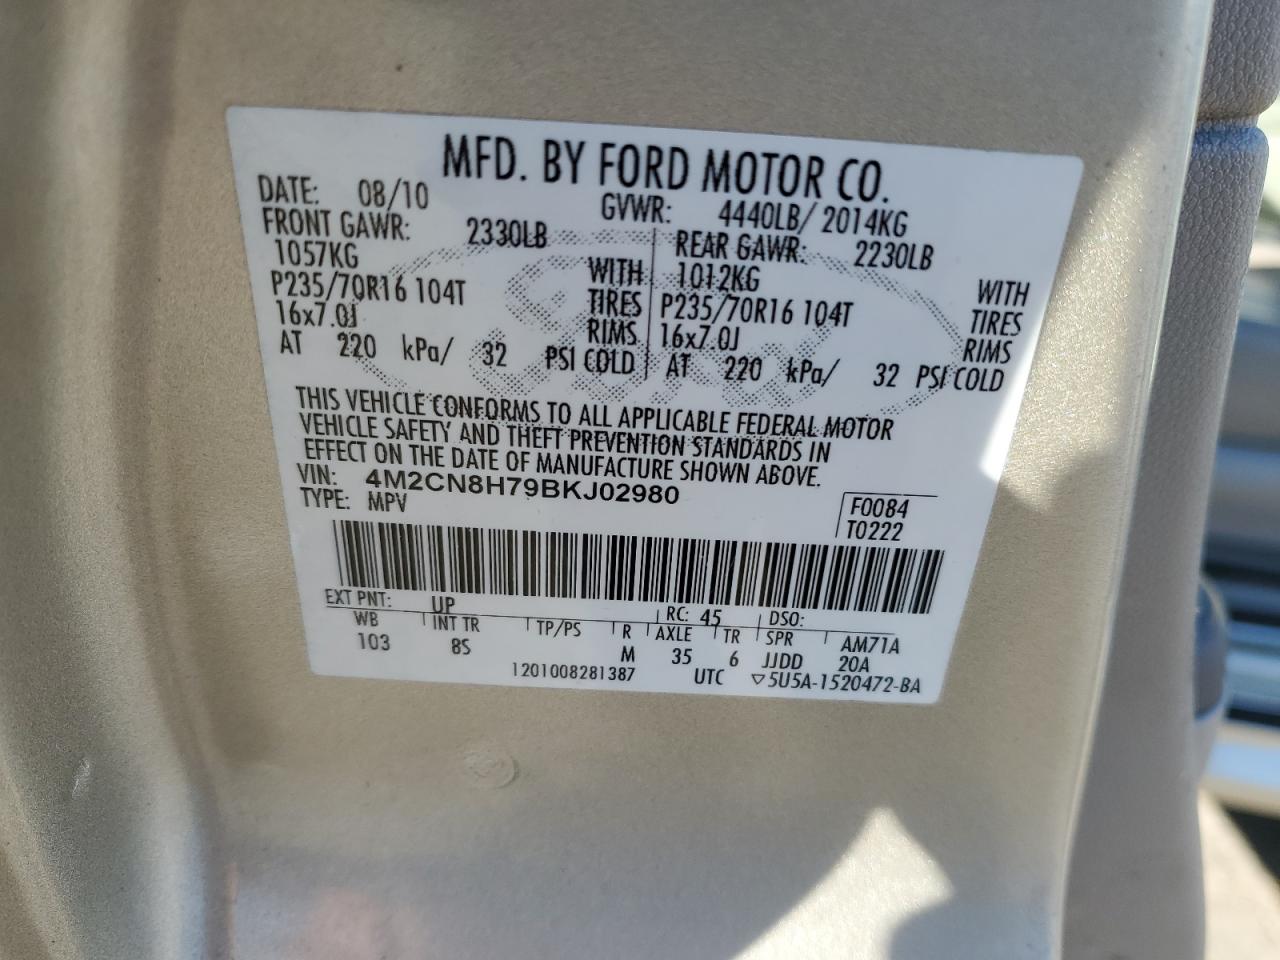 MFD. BY FORD MOTOR CO.
DATE: 08/10 GVWR: 4440LB/ 2014KG
FRONT GAWR: 2330LB REAR GAWR: 2230LB
1057KG WITH 1012KG WITH
P235/70R16 104T TIRES P235/70R16 104T TIRES
16x7.0J RIMS 16x7.0J RIMS
AT 220 kPa/ 32 PSI COLD AT 220 kPa/ 32 PSI COLD
THIS VEHICLE CONFORMS TO ALL APPLICABLE FEDERAL MOTOR
VEHICLE SAFETY AND THEFT PREVENTION STANDARDS IN
EFFECT ON THE DATE OF MANUFACTURE SHOWN ABOVE.
VIN: 4M2CN8H79BKJ02980
TYPE: MPV
F0084
T0222
EXT PNT: UP RC: 45 DSO:
WB INT TR TP/PS R AXLE TR SPR AM71A
103 8S M 35 6 JJDD 20A
1201008281387 UTC ▽5U5A-1520472-BA